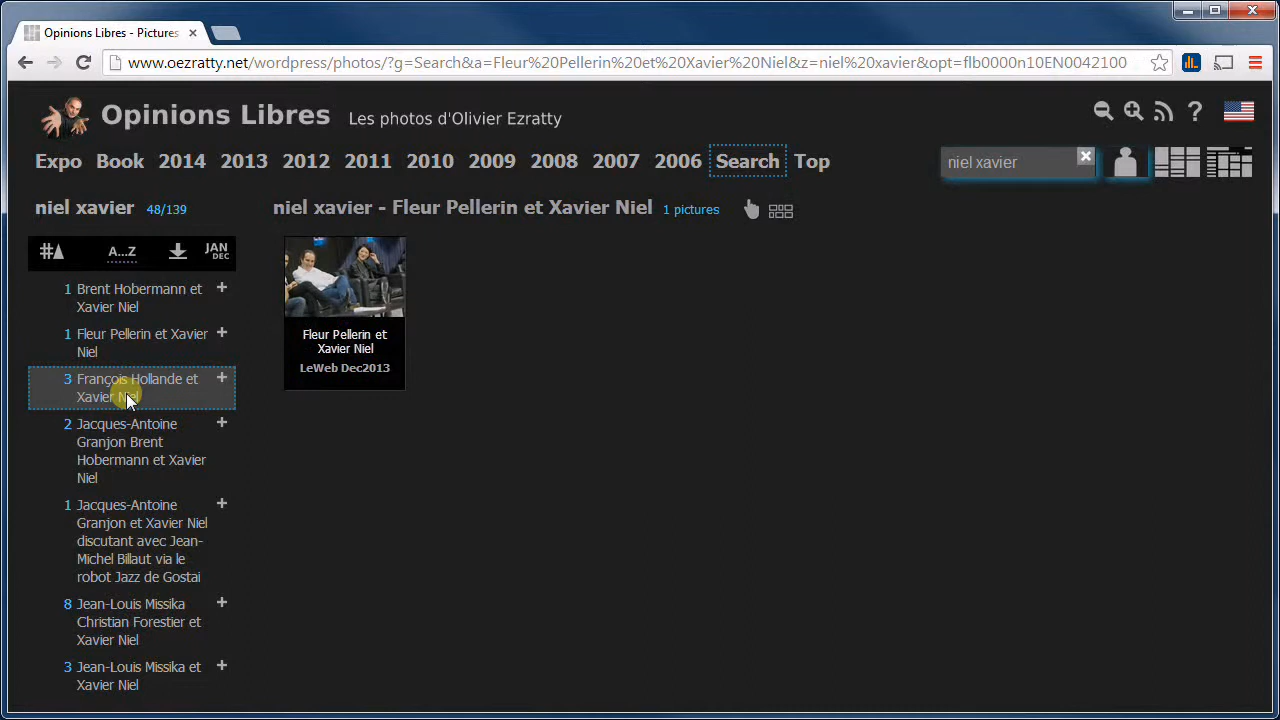 Opinions Libres - Pictures
www.oezratty.net/wordpress/photos/?g=Search&a=Fleur%20Pellerin%20et%20Xavier%20Niel&z=niel%20xavier&opt=flb0000n10EN0042100
Opinions Libres Les photos d'Olivier Ezratty
?
Expo Book 2014 2013 2012 2011 2010 2009 2008 2007 2006 Search Top
niel xavier
niel xavier 48/139
niel xavier - Fleur Pellerin et Xavier Niel 1 pictures
# A...Z JAN
DEC
1 Brent Hobermann et +
Xavier Niel
1 Fleur Pellerin et Xavier +
Niel
3 François Hollande et +
Xavier Niel
2 Jacques-Antoine +
Granjon Brent
Hobermann et Xavier
Niel
1 Jacques-Antoine +
Granjon et Xavier Niel
discutant avec Jean-
Michel Billaut via le
robot Jazz de Gostai
8 Jean-Louis Missika +
Christian Forestier et
Xavier Niel
3 Jean-Louis Missika et +
Xavier Niel
Fleur Pellerin et
Xavier Niel
LeWeb Dec2013